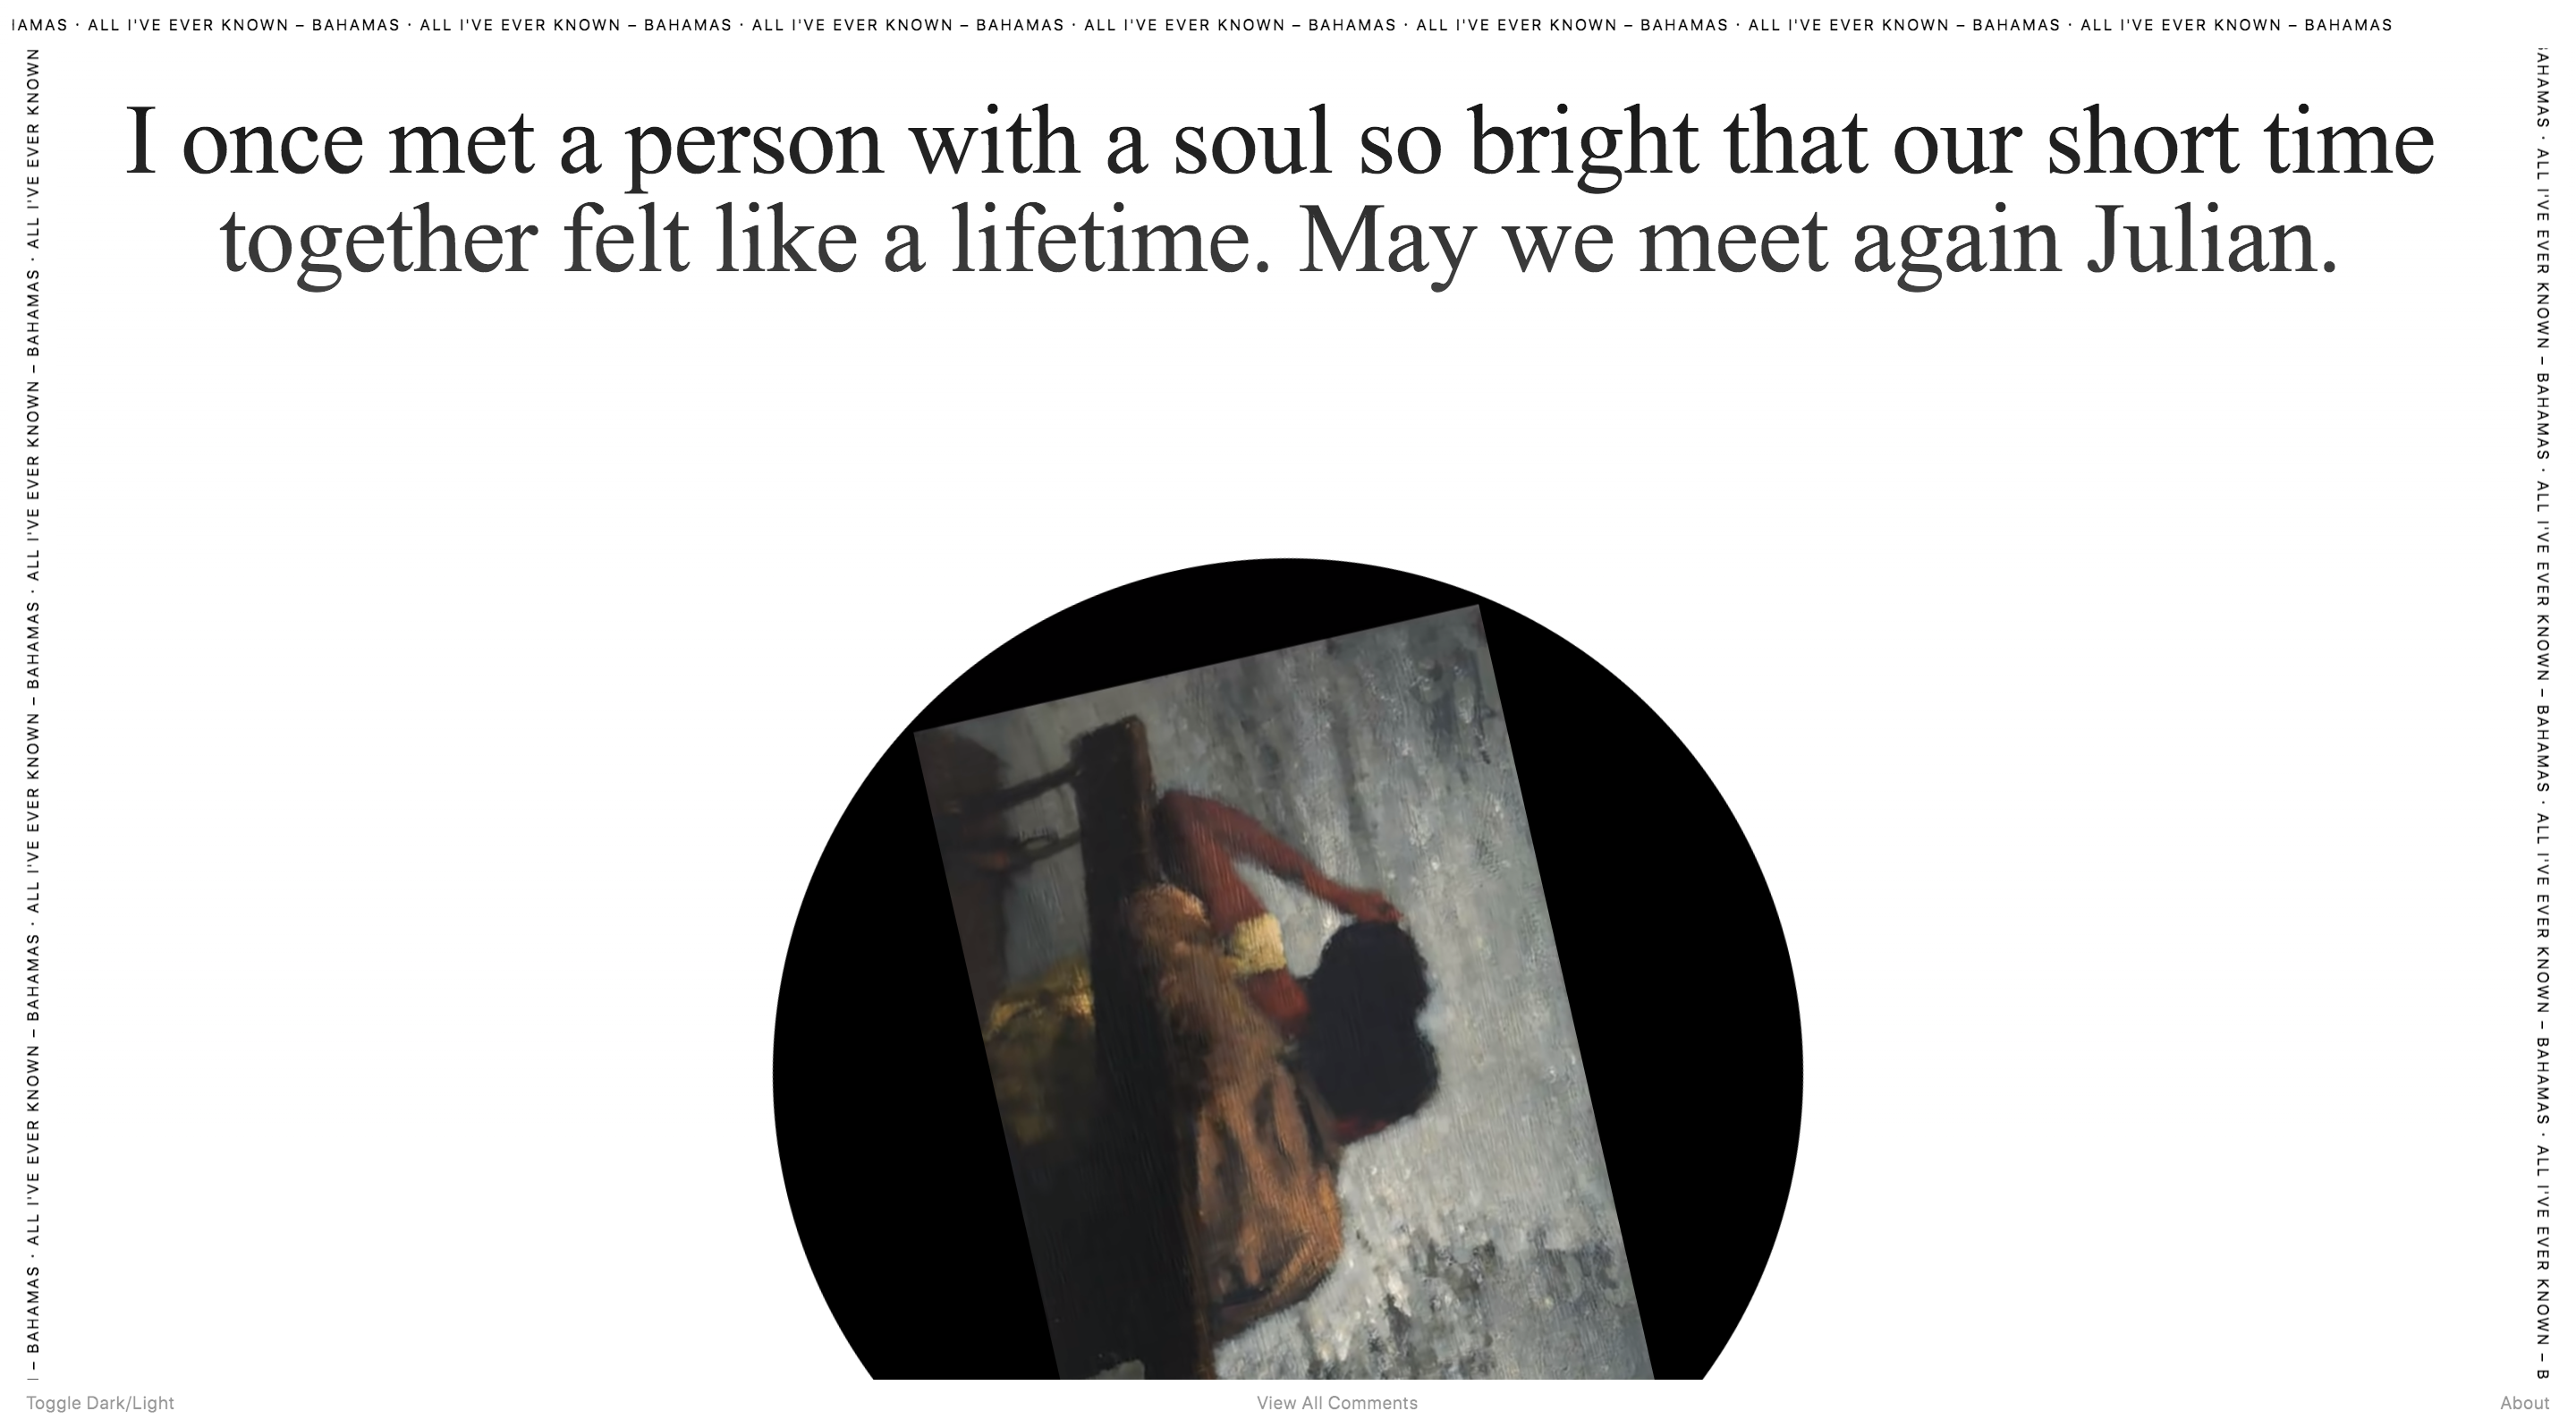 AMAS · ALL I'VE EVER KNOWN – BAHAMAS · ALL I'VE EVER KNOWN – BAHAMAS · ALL I'VE EVER KNOWN – BAHAMAS · ALL I'VE EVER KNOWN – BAHAMAS · ALL I'VE EVER KNOWN – BAHAMAS · ALL I'VE EVER KNOWN – BAHAMAS · ALL I'VE EVER KNOWN – BAHAMAS
– BAHAMAS · ALL I'VE EVER KNOWN – BAHAMAS · ALL I'VE EVER KNOWN – BAHAMAS · ALL I'VE EVER KNOWN – BAHAMAS · ALL I'VE EVER KNOWN
I once met a person with a soul so bright that our short time
together felt like a lifetime. May we meet again Julian.
AHAMAS · ALL I'VE EVER KNOWN – BAHAMAS · ALL I'VE EVER KNOWN – BAHAMAS · ALL I'VE EVER KNOWN – BAHAMAS · ALL I'VE EVER KNOWN – B
Toggle Dark/Light
View All Comments
About